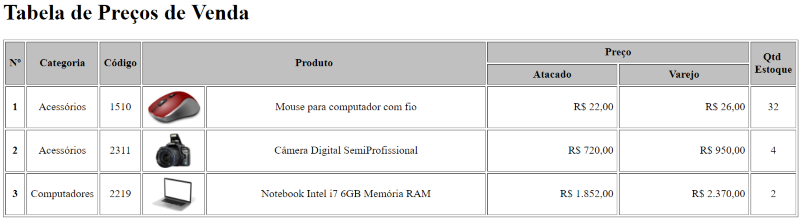 Tabela de Preços de Venda
Nº Categoria Código Produto Preço Qtd Estoque
Atacado Varejo
1 Acessórios 1510 Mouse para computador com fio R$ 22,00 R$ 26,00 32
2 Acessórios 2311 Câmera Digital SemiProfissional R$ 720,00 R$ 950,00 4
3 Computadores 2219 Notebook Intel i7 6GB Memória RAM R$ 1.852,00 R$ 2.370,00 2